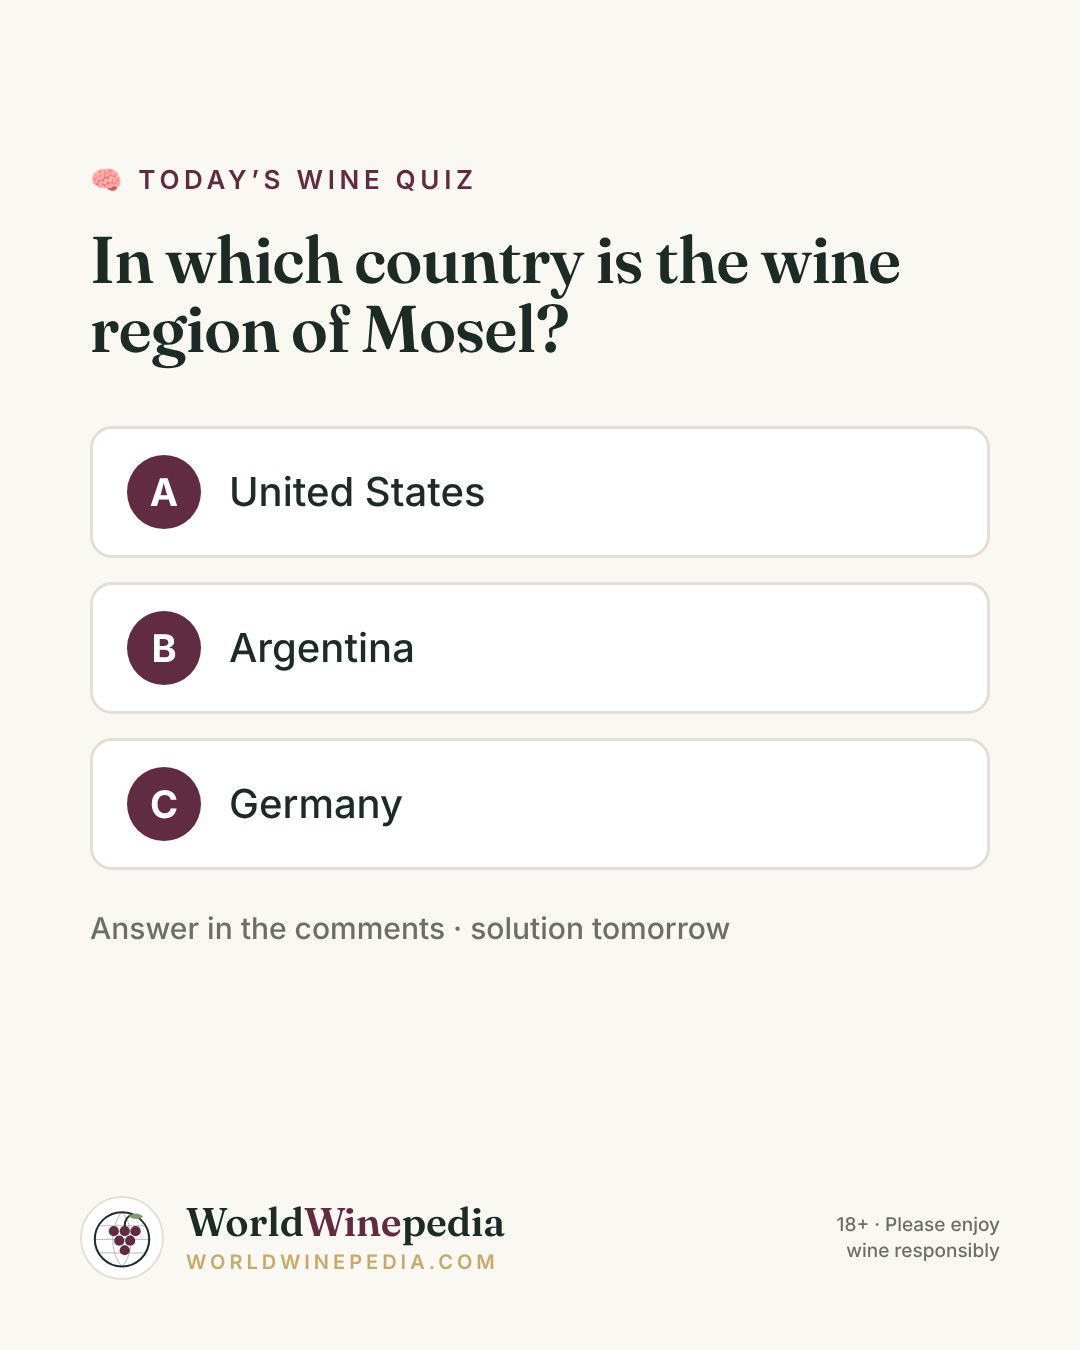 🧠 TODAY’S WINE QUIZ
In which country is the wine
region of Mosel?
A United States
B Argentina
C Germany
Answer in the comments · solution tomorrow
WorldWinepedia
WORLDWINEPEDIA.COM
18+ · Please enjoy
wine responsibly